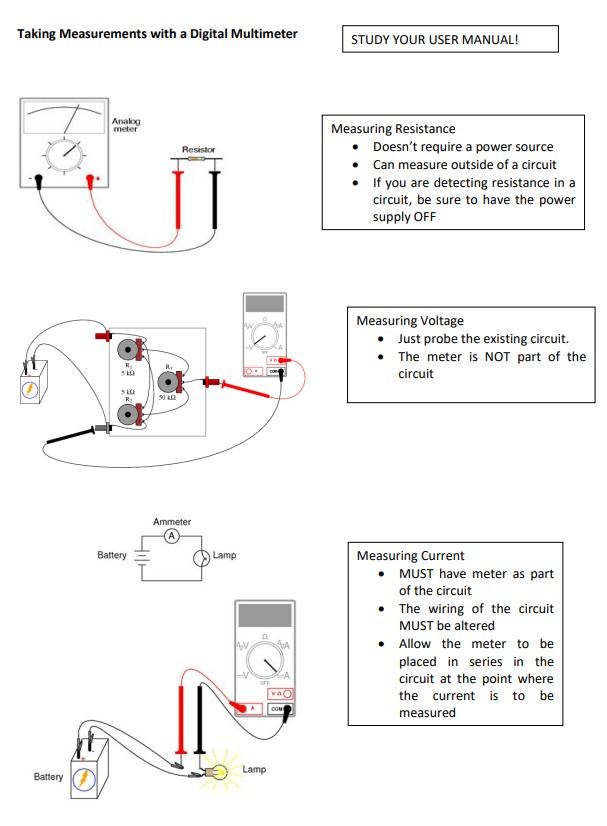 Taking Measurements with a Digital Multimeter
STUDY YOUR USER MANUAL!
Analog
meter
Resistor
- +
Measuring Resistance
• Doesn't require a power source
• Can measure outside of a circuit
• If you are detecting resistance in a
circuit, be sure to have the power
supply OFF
R1
5 kΩ
R3
5 kΩ
R2
50 kΩ
Ω
OFF
A
COM
Measuring Voltage
• Just probe the existing circuit.
• The meter is NOT part of the
circuit
Ammeter
A
Battery
Lamp
Measuring Current
• MUST have meter as part
of the circuit
• The wiring of the circuit
MUST be altered
• Allow the meter to be
placed in series in the
circuit at the point where
the current is to be
measured
Ω
V A
V A
OFF
VΩ
A
COM
Battery
Lamp